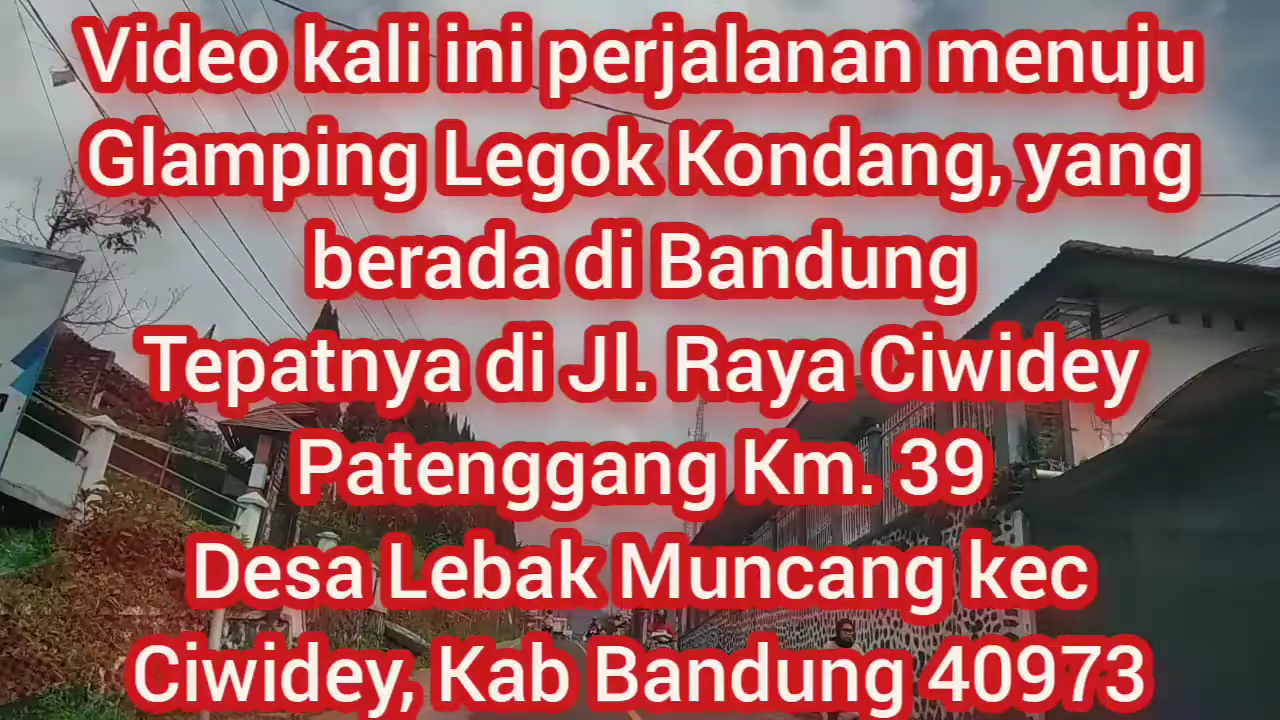 Video kali ini perjalanan menuju
Glamping Legok Kondang, yang
berada di Bandung
Tepatnya di Jl. Raya Ciwidey
Patenggang Km. 39
Desa Lebak Muncang kec
Ciwidey, Kab Bandung 40973